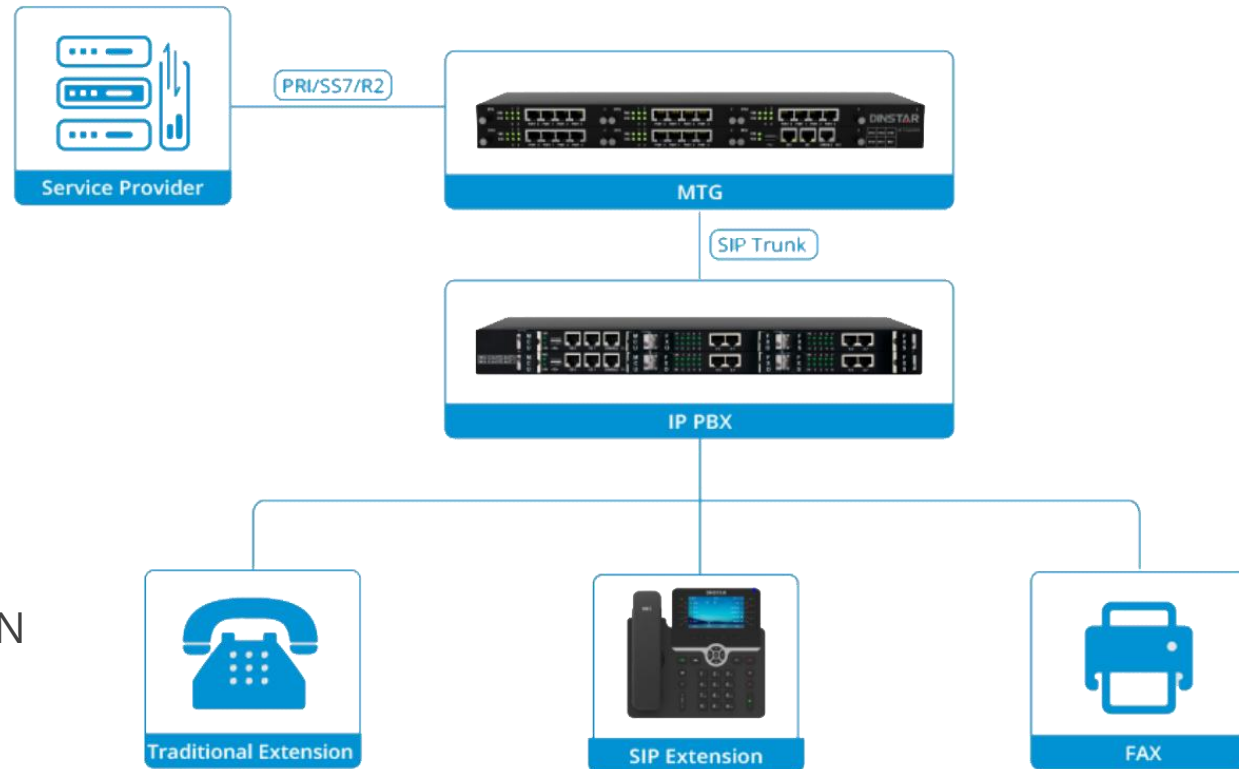 PRI/SS7/R2
DINSTAR
Service Provider
MTG
SIP Trunk
IP PBX
N
Traditional Extension
SIP Extension
FAX